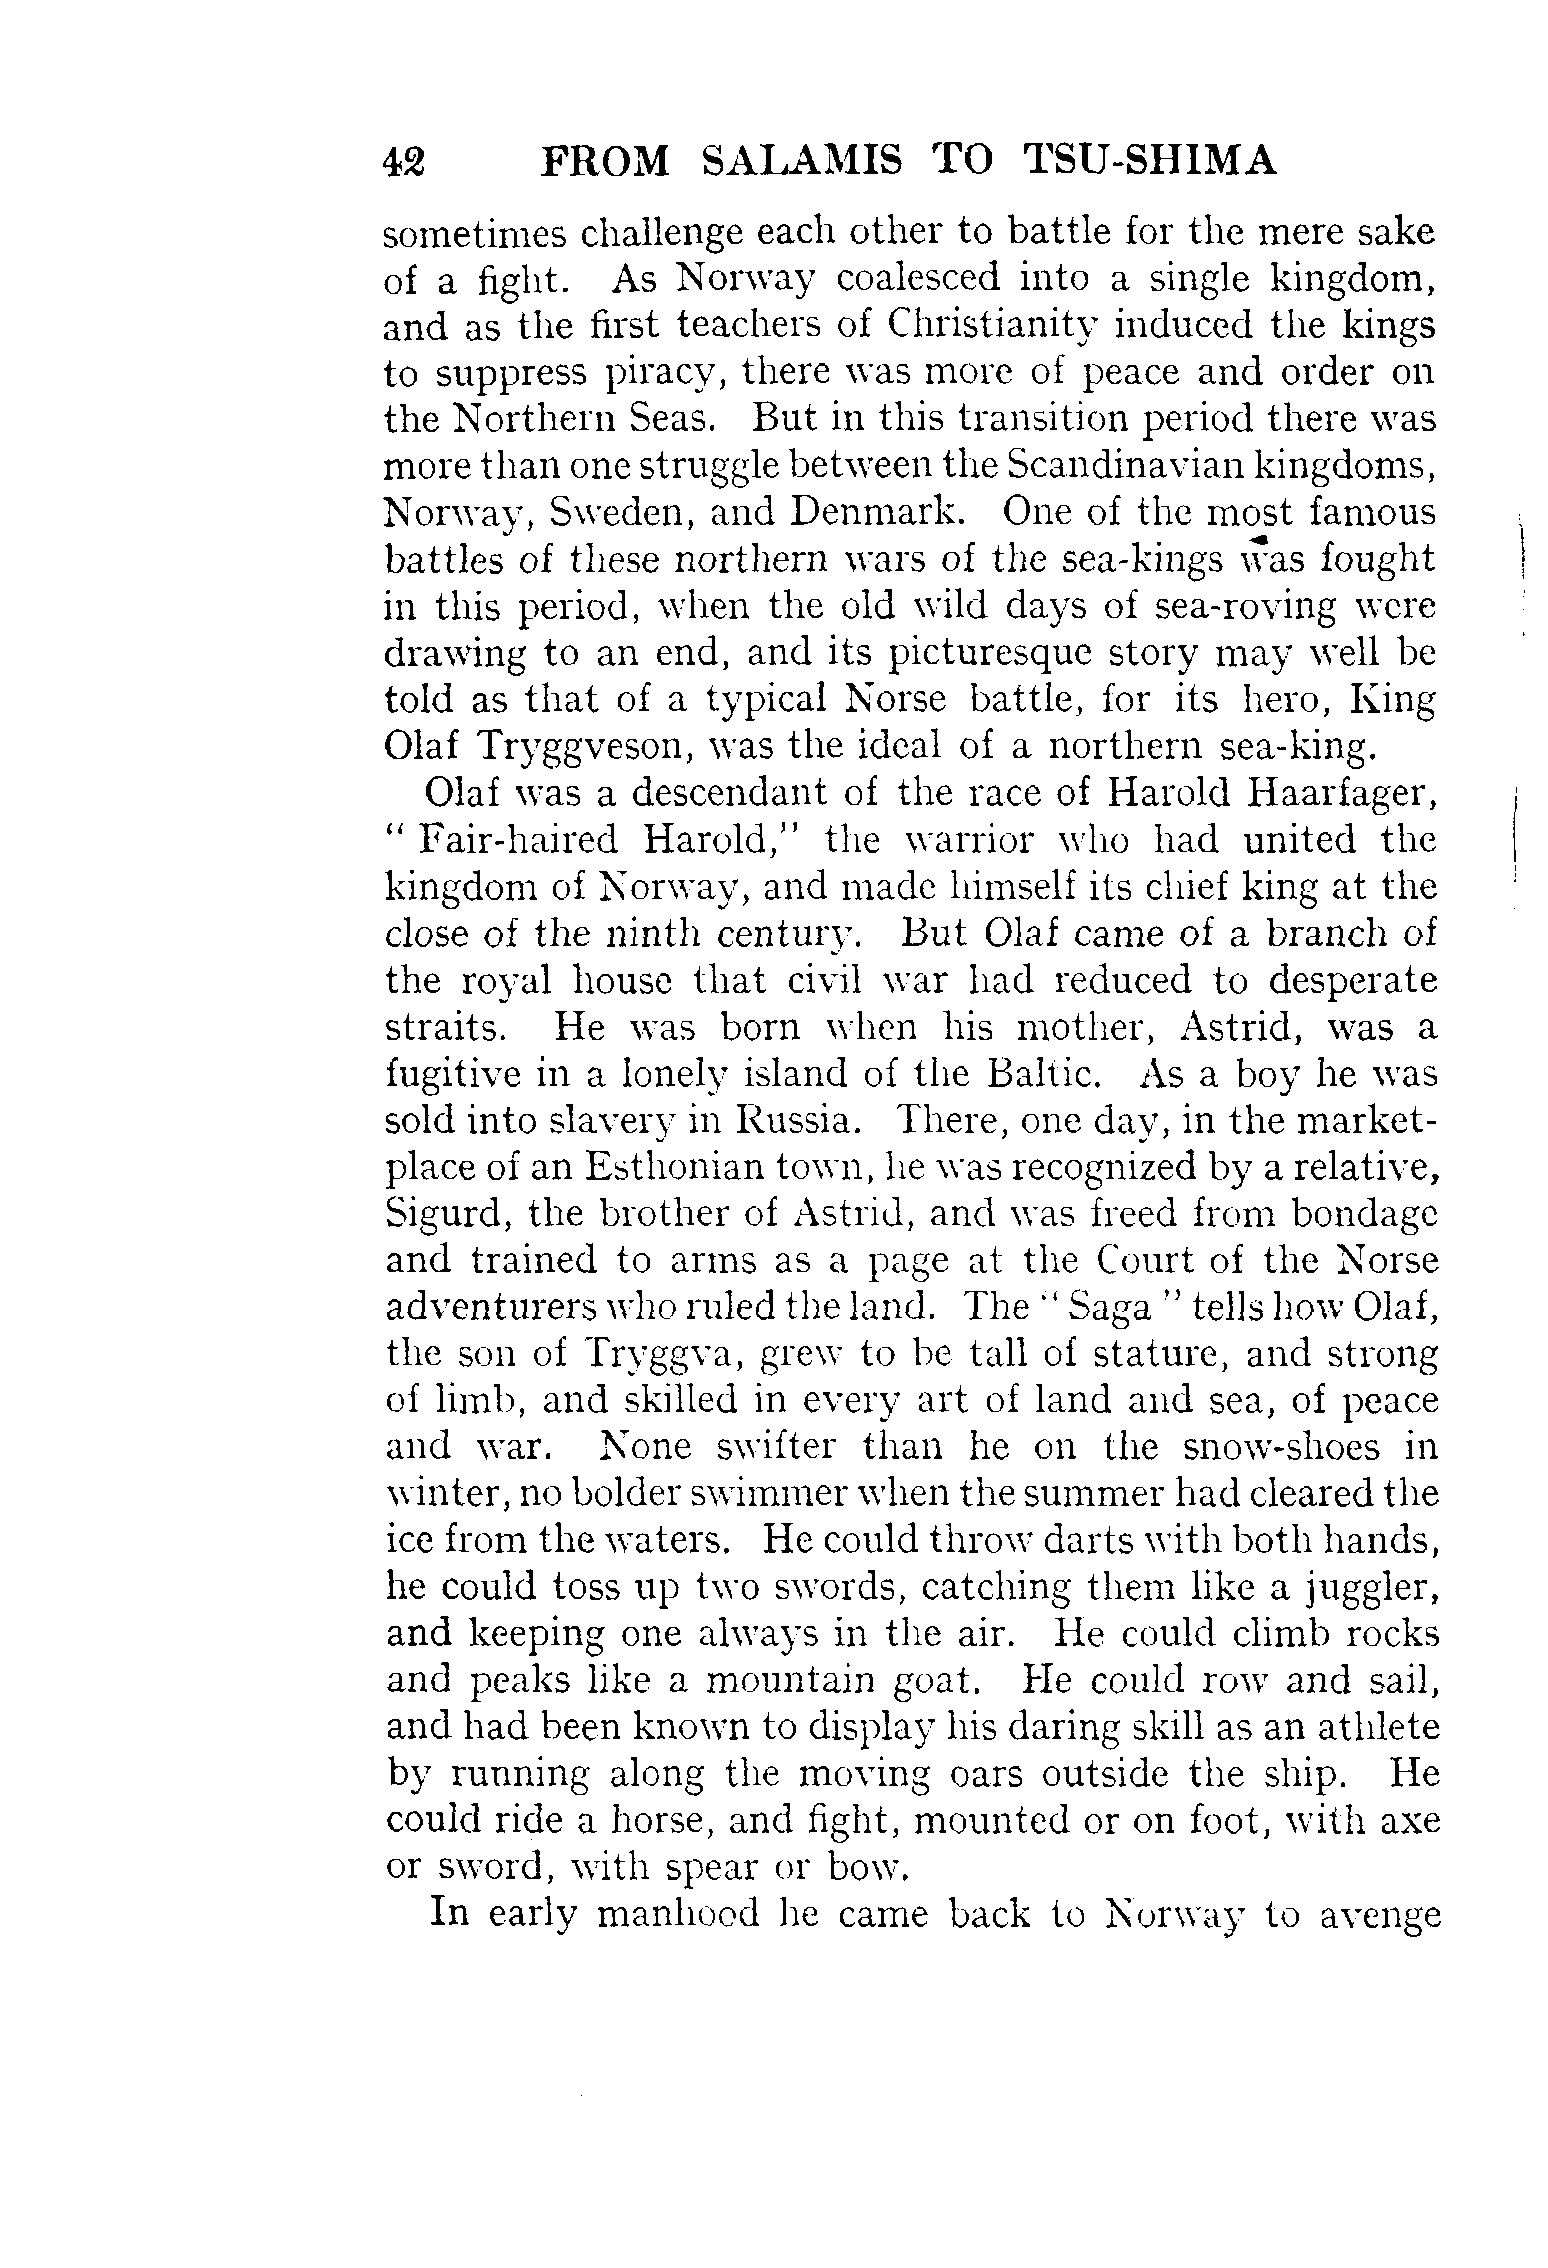 42 FROM SALAMIS TO TSU-SHIMA
sometimes challenge each other to battle for the mere sake
of a fight. As Norway coalesced into a single kingdom,
and as the first teachers of Christianity induced the kings
to suppress piracy, there was more of peace and order on
the Northern Seas. But in this transition period there was
more than one struggle between the Scandinavian kingdoms,
Norway, Sweden, and Denmark. One of the most famous
battles of these northern wars of the sea-kings was fought
in this period, when the old wild days of sea-roving were
drawing to an end, and its picturesque story may well be
told as that of a typical Norse battle, for its hero, King
Olaf Tryggveson, was the ideal of a northern sea-king.
Olaf was a descendant of the race of Harold Haarfager,
" Fair-haired Harold," the warrior who had united the
kingdom of Norway, and made himself its chief king at the
close of the ninth century. But Olaf came of a branch of
the royal house that civil war had reduced to desperate
straits. He was born when his mother, Astrid, was a
fugitive in a lonely island of the Baltic. As a boy he was
sold into slavery in Russia. There, one day, in the market-
place of an Esthonian town, he was recognized by a relative,
Sigurd, the brother of Astrid, and was freed from bondage
and trained to arms as a page at the Court of the Norse
adventurers who ruled the land. The " Saga " tells how Olaf,
the son of Tryggva, grew to be tall of stature, and strong
of limb, and skilled in every art of land and sea, of peace
and war. None swifter than he on the snow-shoes in
winter, no bolder swimmer when the summer had cleared the
ice from the waters. He could throw darts with both hands,
he could toss up two swords, catching them like a juggler,
and keeping one always in the air. He could climb rocks
and peaks like a mountain goat. He could row and sail,
and had been known to display his daring skill as an athlete
by running along the moving oars outside the ship. He
could ride a horse, and fight, mounted or on foot, with axe
or sword, with spear or bow.
In early manhood he came back to Norway to avenge